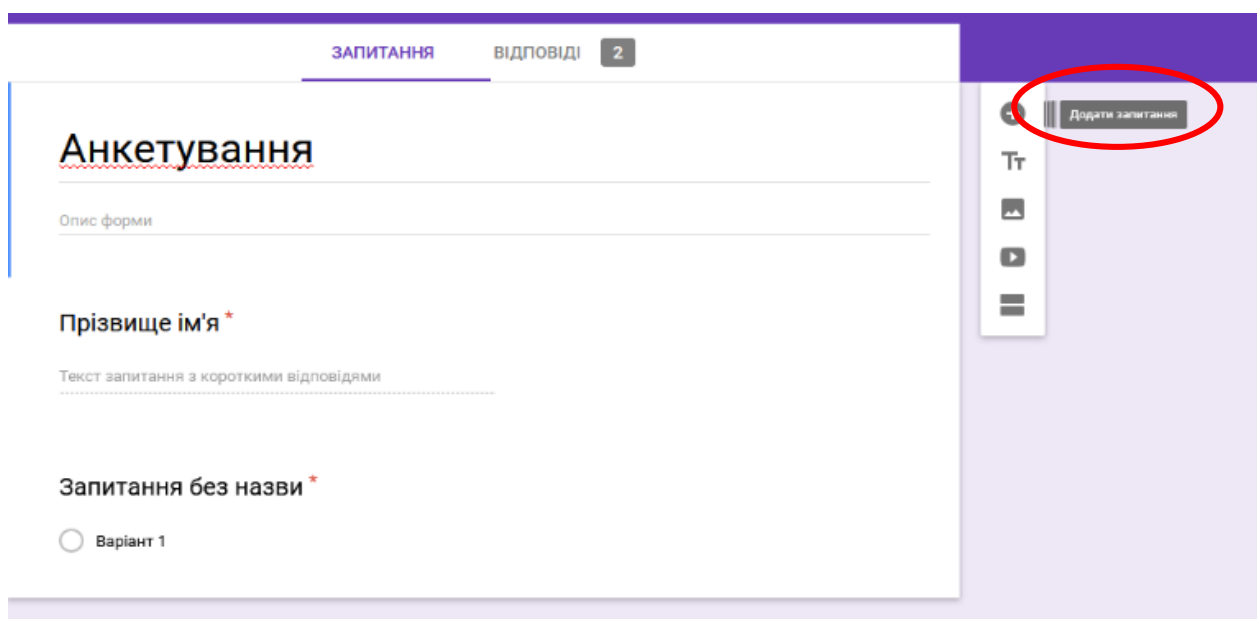 ЗАПИТАННЯ ВІДПОВІДІ 2
Додати запитання
Анкетування
Tт
Опис форми
Прізвище ім'я *
Текст запитання з короткими відповідями
Запитання без назви *
Варіант 1